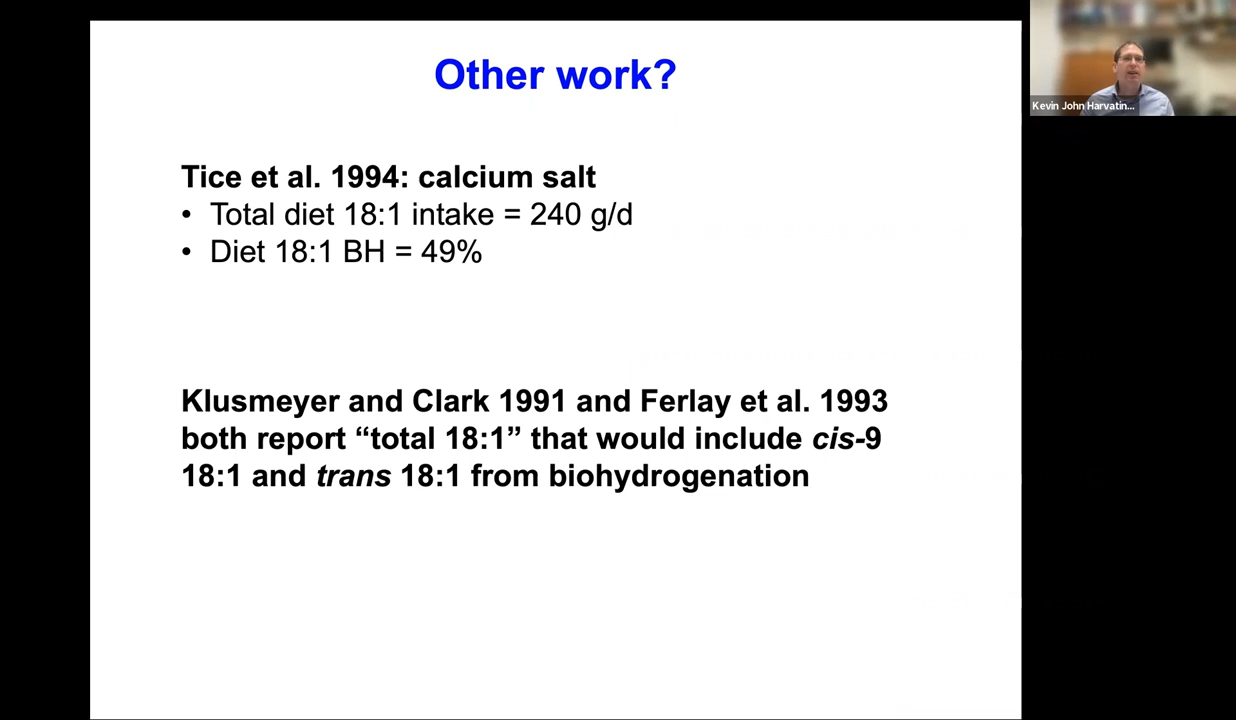 Other work?
Kevin John Harvatin...
Tice et al. 1994: calcium salt
• Total diet 18:1 intake = 240 g/d
• Diet 18:1 BH = 49%
Klusmeyer and Clark 1991 and Ferlay et al. 1993
both report “total 18:1” that would include cis-9
18:1 and trans 18:1 from biohydrogenation